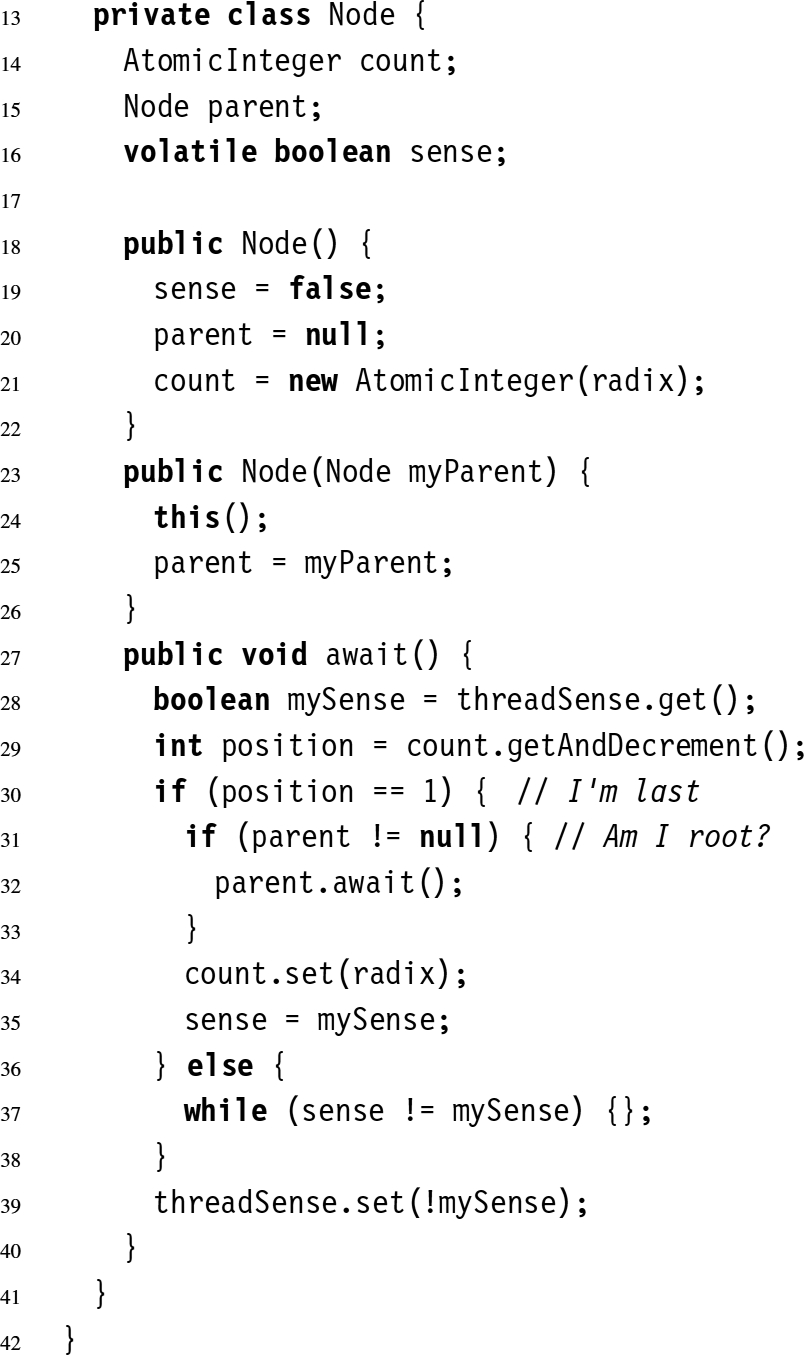 13 private class Node {
14 AtomicInteger count;
15 Node parent;
16 volatile boolean sense;
17
18 public Node() {
19 sense = false;
20 parent = null;
21 count = new AtomicInteger(radix);
22 }
23 public Node(Node myParent) {
24 this();
25 parent = myParent;
26 }
27 public void await() {
28 boolean mySense = threadSense.get();
29 int position = count.getAndDecrement();
30 if (position == 1) { // I'm last
31 if (parent != null) { // Am I root?
32 parent.await();
33 }
34 count.set(radix);
35 sense = mySense;
36 } else {
37 while (sense != mySense) {};
38 }
39 threadSense.set(!mySense);
40 }
41 }
42 }